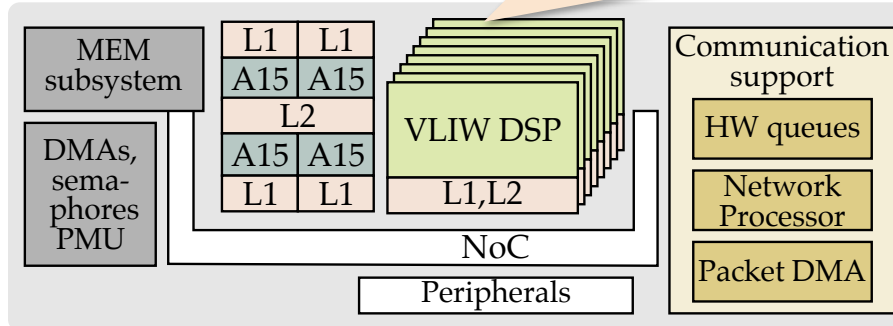 MEM
subsystem
DMAs,
sema-
phores
PMU
L1 L1
A15 A15
L2
A15 A15
L1 L1
VLIW DSP
L1,L2
NoC
Peripherals
Communication
support
HW queues
Network
Processor
Packet DMA